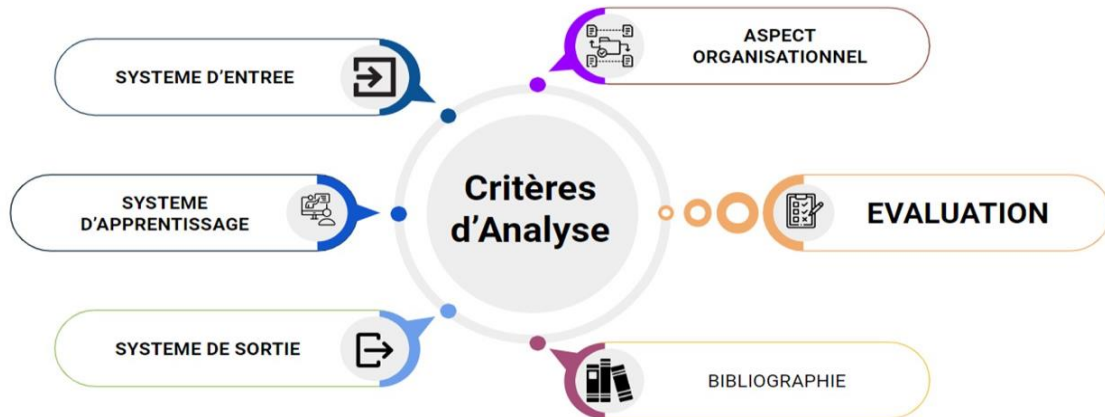 SYSTEME D'ENTREE
SYSTEME
D'APPRENTISSAGE
SYSTEME DE SORTIE
Critères
d'Analyse
ASPECT
ORGANISATIONNEL
EVALUATION
BIBLIOGRAPHIE